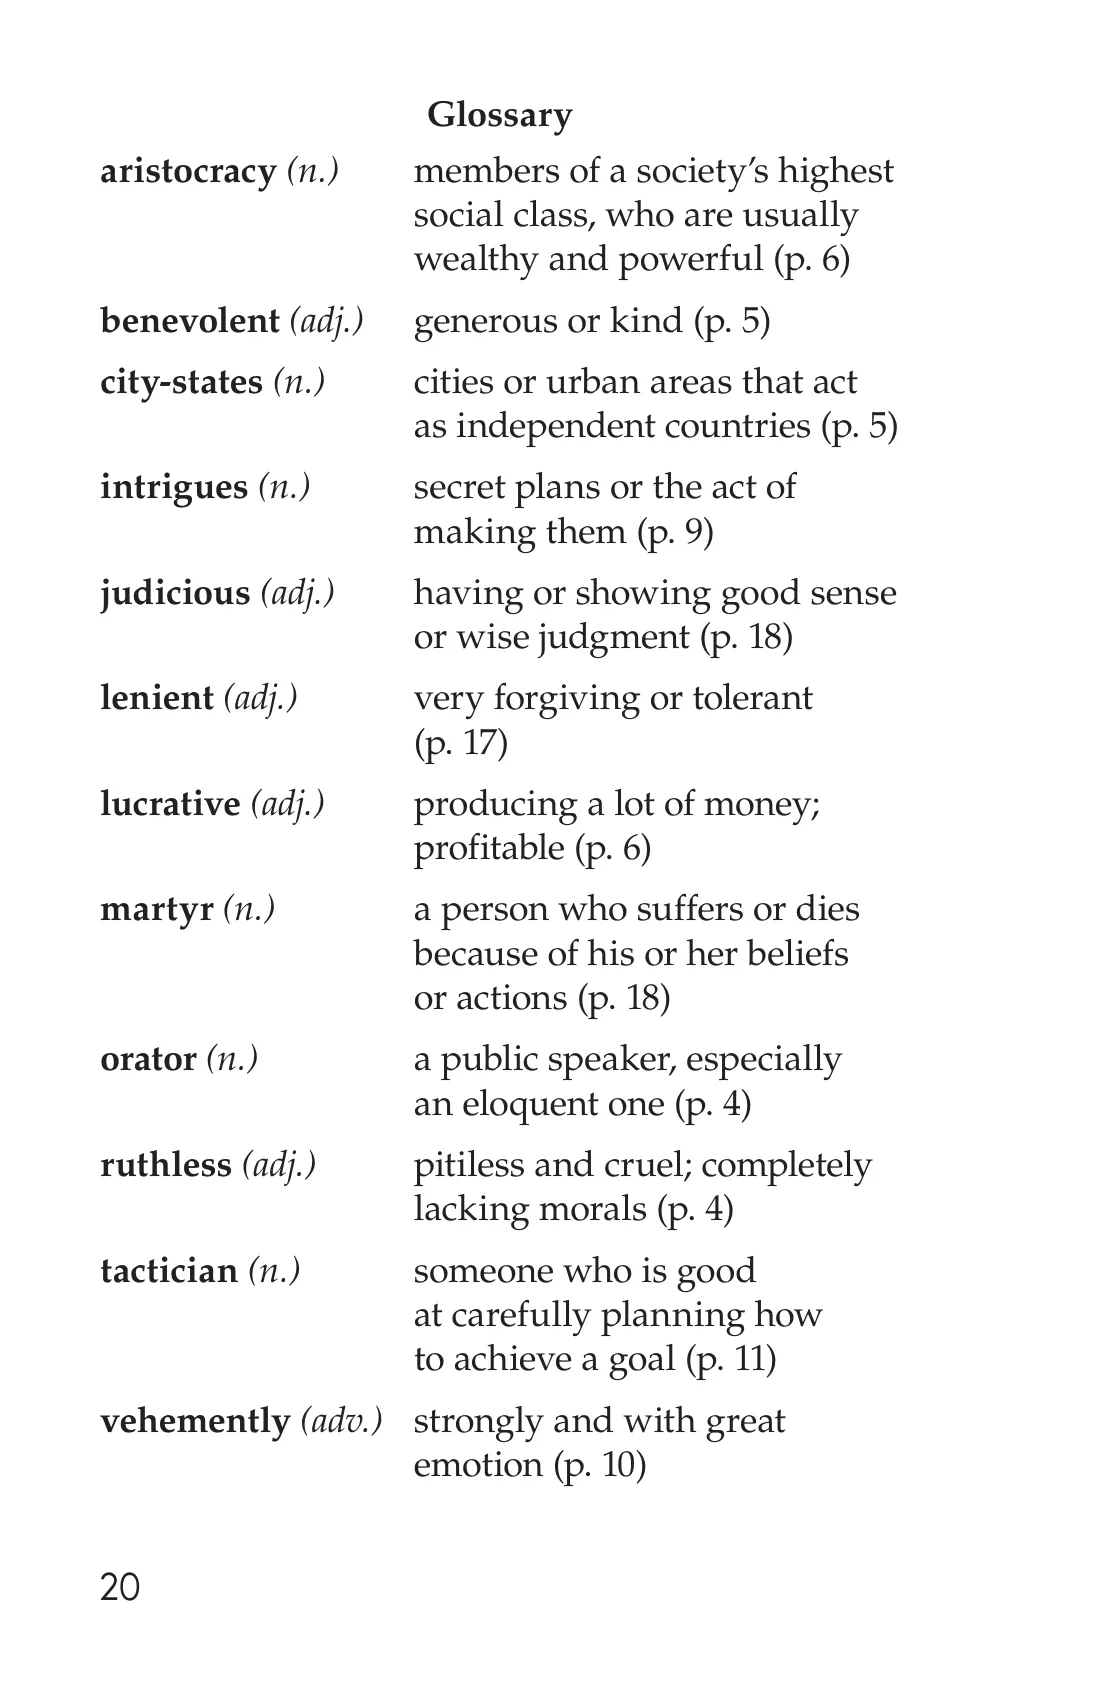 Glossary
aristocracy (n.) members of a society’s highest
social class, who are usually
wealthy and powerful (p. 6)
benevolent (adj.) generous or kind (p. 5)
city-states (n.) cities or urban areas that act
as independent countries (p. 5)
intrigues (n.) secret plans or the act of
making them (p. 9)
judicious (adj.) having or showing good sense
or wise judgment (p. 18)
lenient (adj.) very forgiving or tolerant
(p. 17)
lucrative (adj.) producing a lot of money;
profitable (p. 6)
martyr (n.) a person who suffers or dies
because of his or her beliefs
or actions (p. 18)
orator (n.) a public speaker, especially
an eloquent one (p. 4)
ruthless (adj.) pitiless and cruel; completely
lacking morals (p. 4)
tactician (n.) someone who is good
at carefully planning how
to achieve a goal (p. 11)
vehemently (adv.) strongly and with great
emotion (p. 10)
20